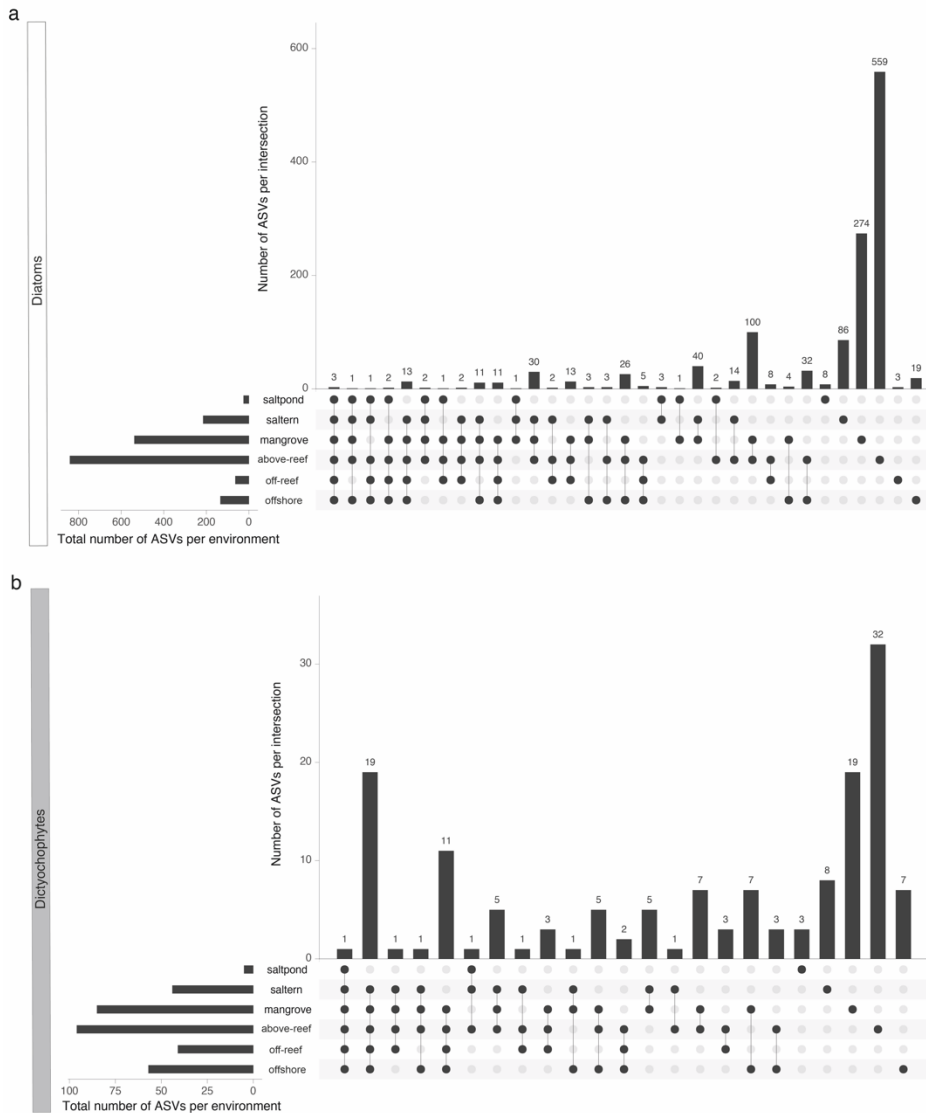 a
Diatoms
Number of ASVs per intersection
600
400
200
0
3 1 1 2 13 2 1 2 11 11 1 30 2 13 3 3 26 5 3 1 40 2 14 100 8 4 32 8 86 274 559 3 19
saltpond
saltern
mangrove
above-reef
off-reef
offshore
800 600 400 200 0
Total number of ASVs per environment
b
Dictyochophytes
Number of ASVs per intersection
30
20
10
0
1 19 1 1 11 1 5 1 3 1 5 2 5 1 7 3 7 3 3 8 19 32 7
saltpond
saltern
mangrove
above-reef
off-reef
offshore
100 75 50 25 0
Total number of ASVs per environment